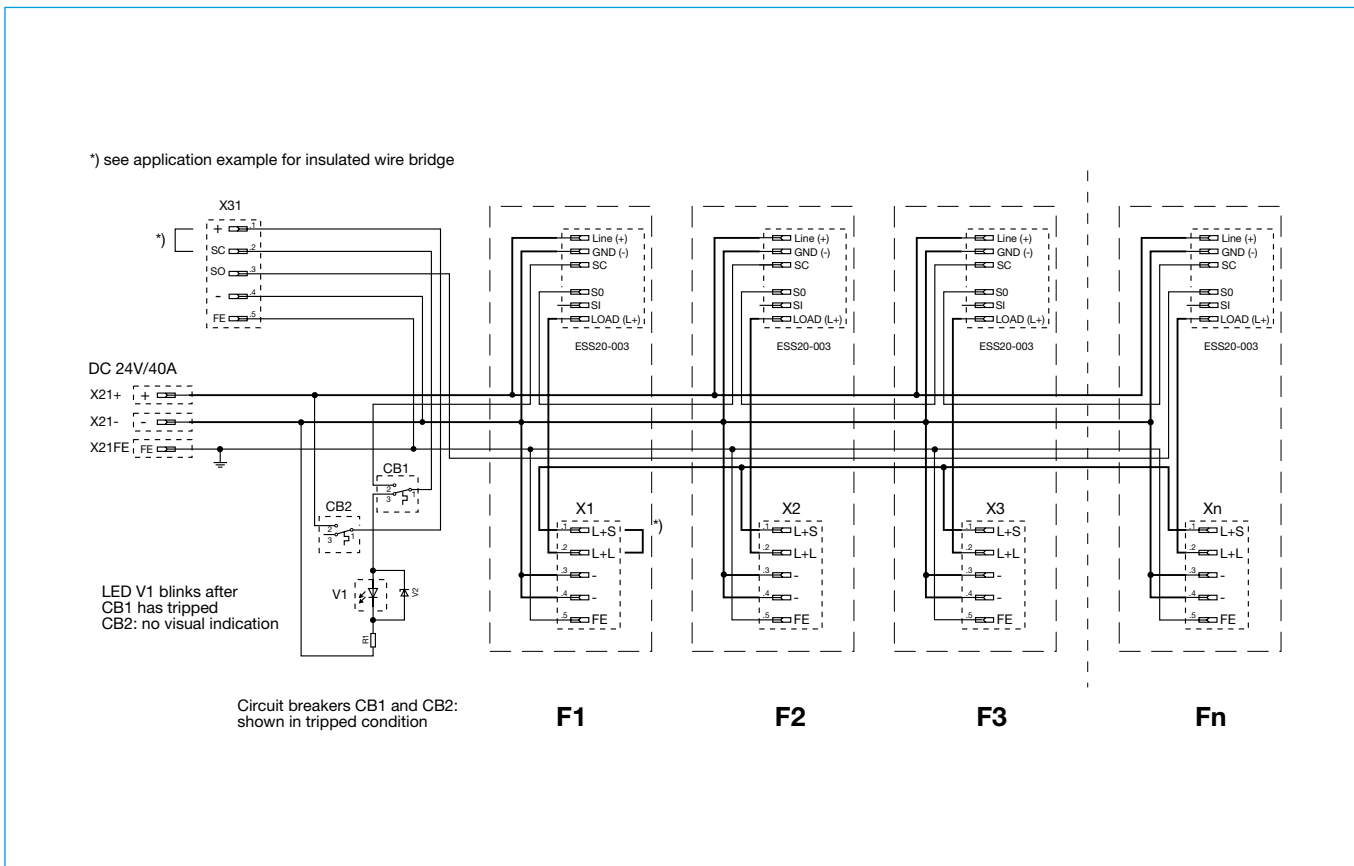 *) see application example for insulated wire bridge
X31
*)
+ .1
SC .2
SO .3
- .4
FE .5
DC 24V/40A
X21+ +
X21- -
X21FE FE
CB1
2
3
1
CB2
2
3
1
V1
V2
R1
LED V1 blinks after
CB1 has tripped
CB2: no visual indication
Circuit breakers CB1 and CB2:
shown in tripped condition
Line (+)
GND (-)
SC
S0
SI
LOAD (L+)
ESS20-003
X1
.1 L+S
.2 L+L
.3 -
.4 -
.5 FE
*)
F1
Line (+)
GND (-)
SC
S0
SI
LOAD (L+)
ESS20-003
X2
.1 L+S
.2 L+L
.3 -
.4 -
.5 FE
F2
Line (+)
GND (-)
SC
S0
SI
LOAD (L+)
ESS20-003
X3
.1 L+S
.2 L+L
.3 -
.4 -
.5 FE
F3
Line (+)
GND (-)
SC
S0
SI
LOAD (L+)
ESS20-003
Xn
.1 L+S
.2 L+L
.3 -
.4 -
.5 FE
Fn